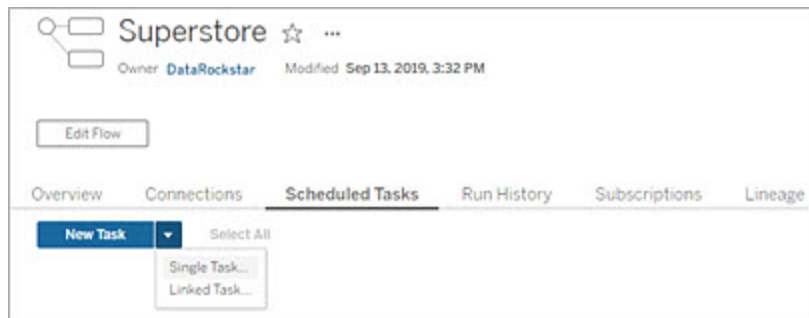 Superstore ☆ ...
Owner DataRockstar Modified Sep 13, 2019, 3:32 PM
Edit Flow
Overview Connections Scheduled Tasks Run History Subscriptions Lineage
New Task Select All
Single Task...
Linked Task...